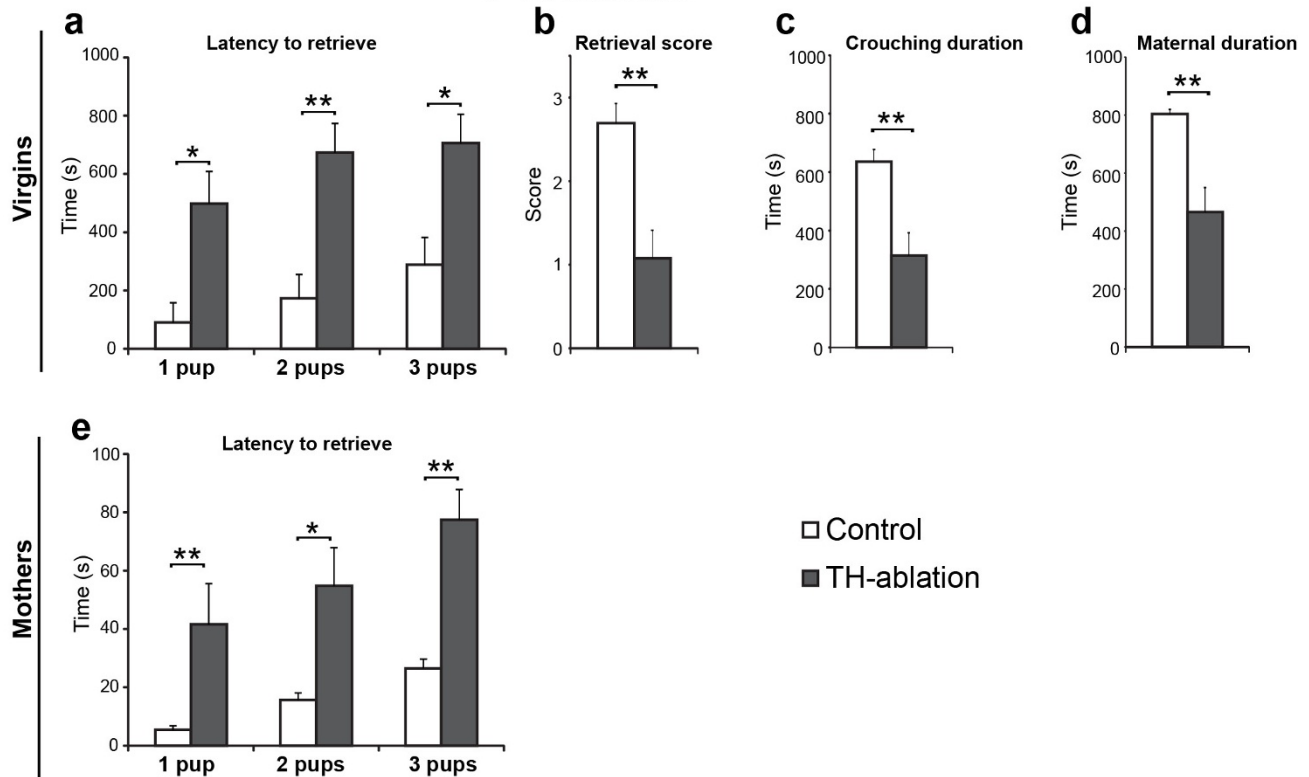 Virgins
a
Latency to retrieve
Time (s)
1000
800
600
400
200
0
*
**
*
1 pup
2 pups
3 pups
b
Retrieval score
Score
3
2
1
0
**
c
Crouching duration
Time (s)
1000
800
600
400
200
0
**
d
Maternal duration
Time (s)
1000
800
600
400
200
0
**
Mothers
e
Latency to retrieve
Time (s)
100
80
60
40
20
0
**
*
**
1 pup
2 pups
3 pups
Control
TH-ablation